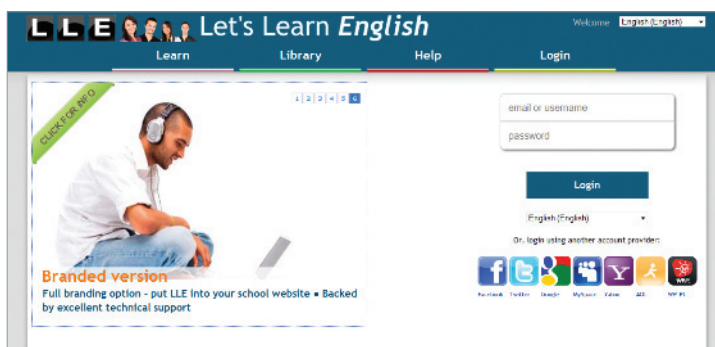 LLE Let's Learn English
Welcome English (English)
Learn Library Help Login
CLICK FOR INFO
1 2 3 4 5 6
email or username
password
Login
English (English)
Or, login using another account provider:
Facebook Twitter Google MySpace Yahoo AOL
Branded version
Full branding option - put LLE into your school website ▪ Backed
by excellent technical support